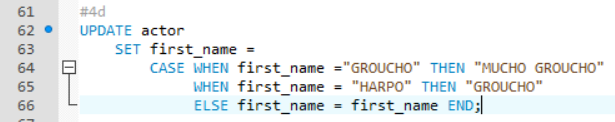 61 #4d
62 UPDATE actor
63 SET first_name =
64 CASE WHEN first_name ="GROUCHO" THEN "MUCHO GROUCHO"
65 WHEN first_name = "HARPO" THEN "GROUCHO"
66 ELSE first_name = first_name END;
67